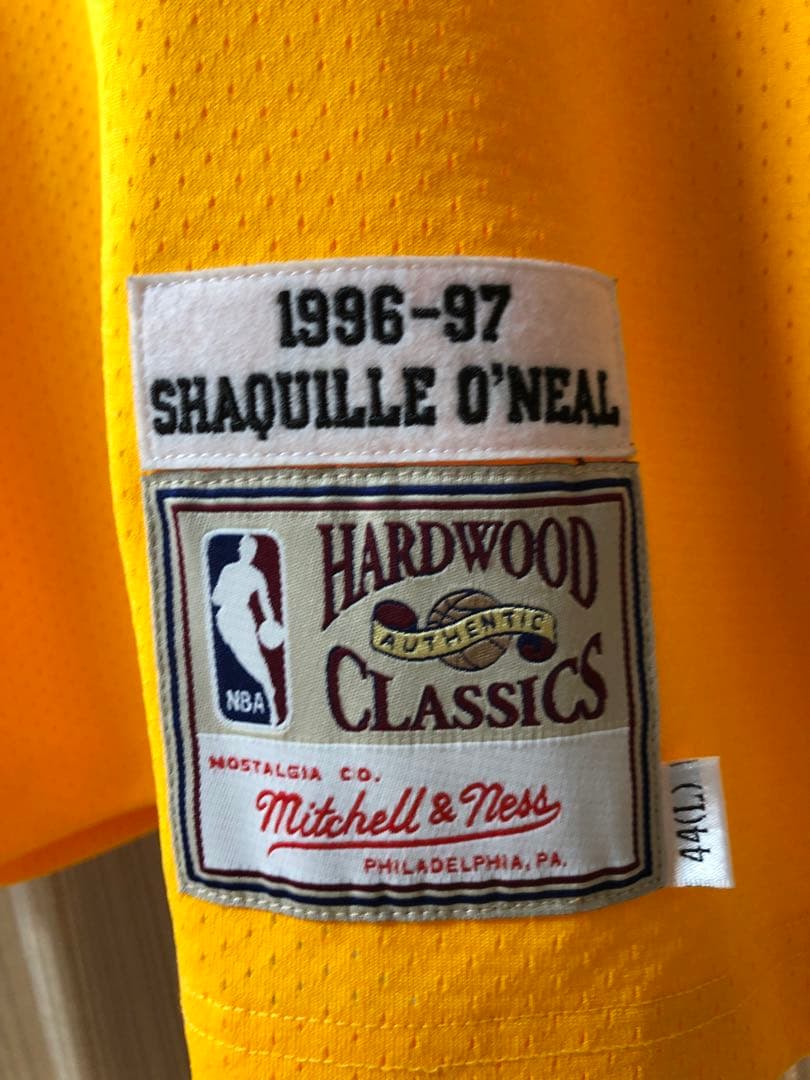 1996-97
SHAQUILLE O'NEAL
HARDWOOD
AUTHENTIC
CLASSICS
NBA
NOSTALGIA CO.
Mitchell & Ness
PHILADELPHIA, PA.
44(L)